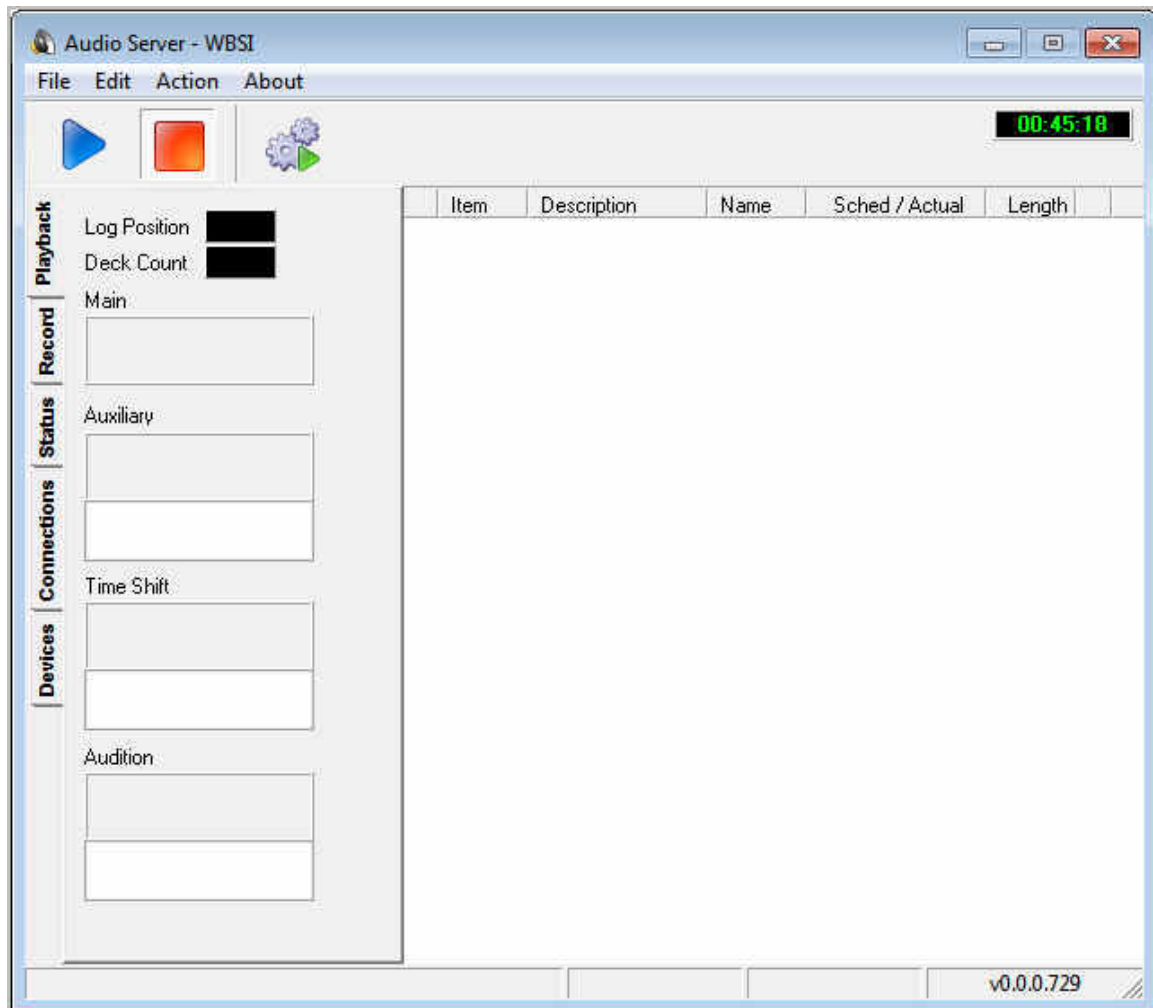 Audio Server - WBSI
File Edit Action About
00:45:18
Playback
Record
Status
Connections
Devices
Log Position
Deck Count
Main
Auxiliary
Time Shift
Audition
Item Description Name Sched / Actual Length
v0.0.0.729